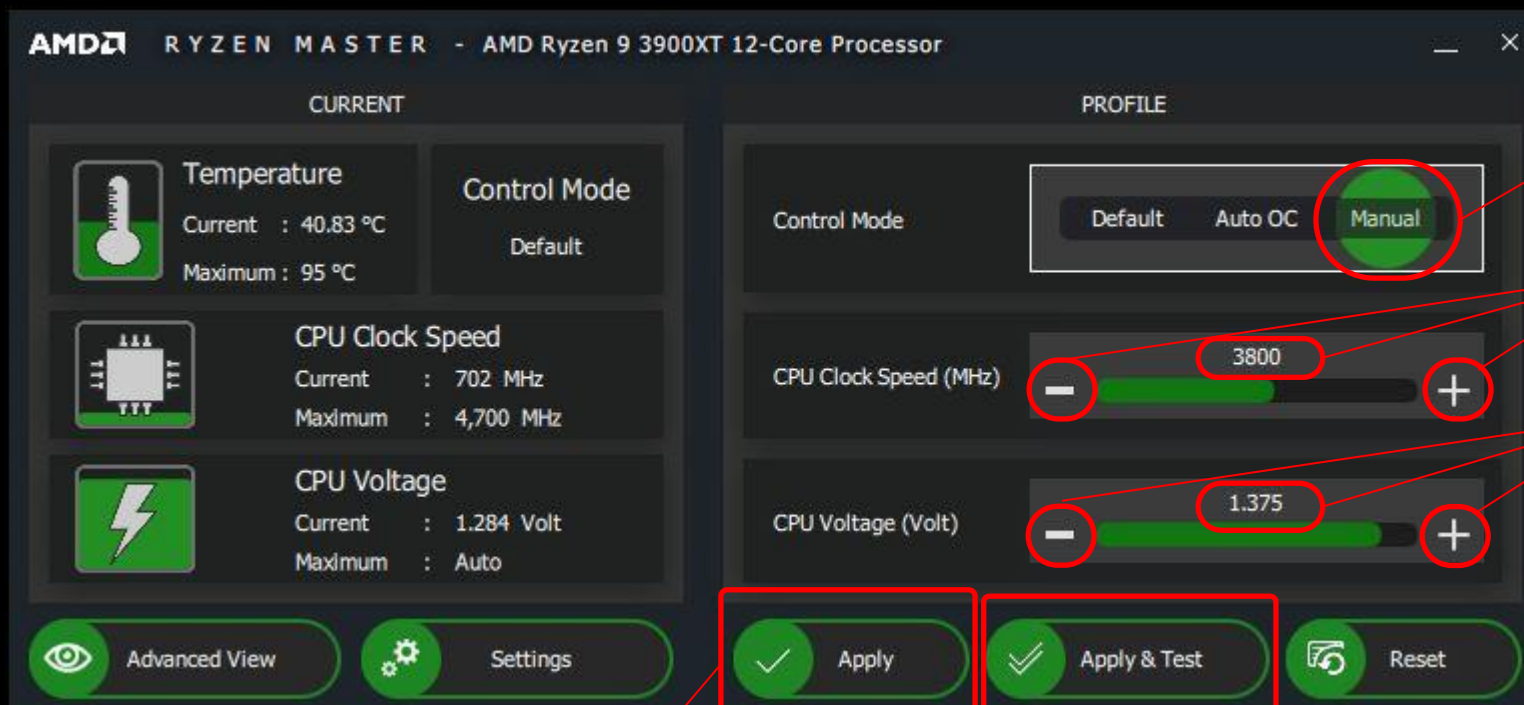 AMD RYZEN MASTER - AMD Ryzen 9 3900XT 12-Core Processor
CURRENT
Temperature
Current : 40.83 ºC
Maximum : 95 ºC
Control Mode
Default
CPU Clock Speed
Current : 702 MHz
Maximum : 4,700 MHz
CPU Voltage
Current : 1.284 Volt
Maximum : Auto
Advanced View
Settings
PROFILE
Control Mode
Default Auto OC Manual
CPU Clock Speed (MHz)
3800
CPU Voltage (Volt)
1.375
Apply
Apply & Test
Reset